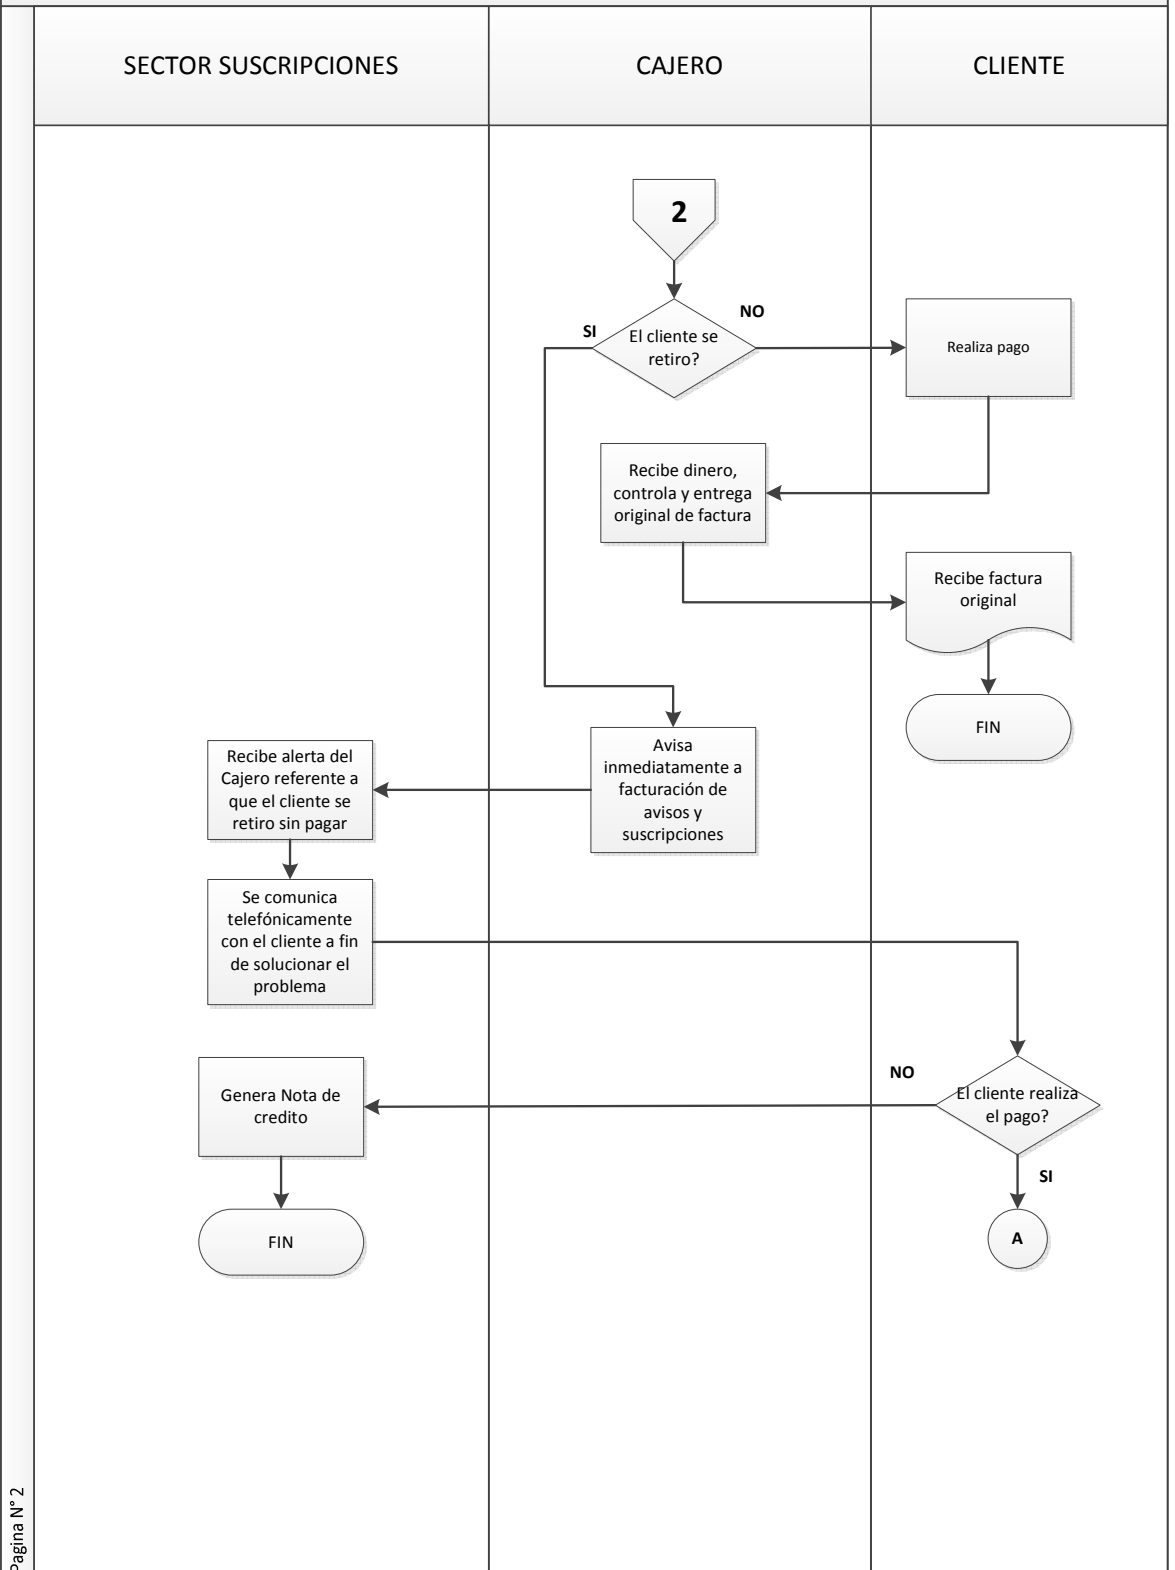 SECTOR SUSCRIPCIONES
CAJERO
CLIENTE
2
SI
NO
El cliente se
retiro?
Realiza pago
Recibe dinero,
controla y entrega
original de factura
Recibe factura
original
FIN
Avisa
inmediatamente a
facturación de
avisos y
suscripciones
Recibe alerta del
Cajero referente a
que el cliente se
retiro sin pagar
Se comunica
telefónicamente
con el cliente a fin
de solucionar el
problema
NO
El cliente realiza
el pago?
Genera Nota de
credito
SI
FIN
A
Pagina N° 2